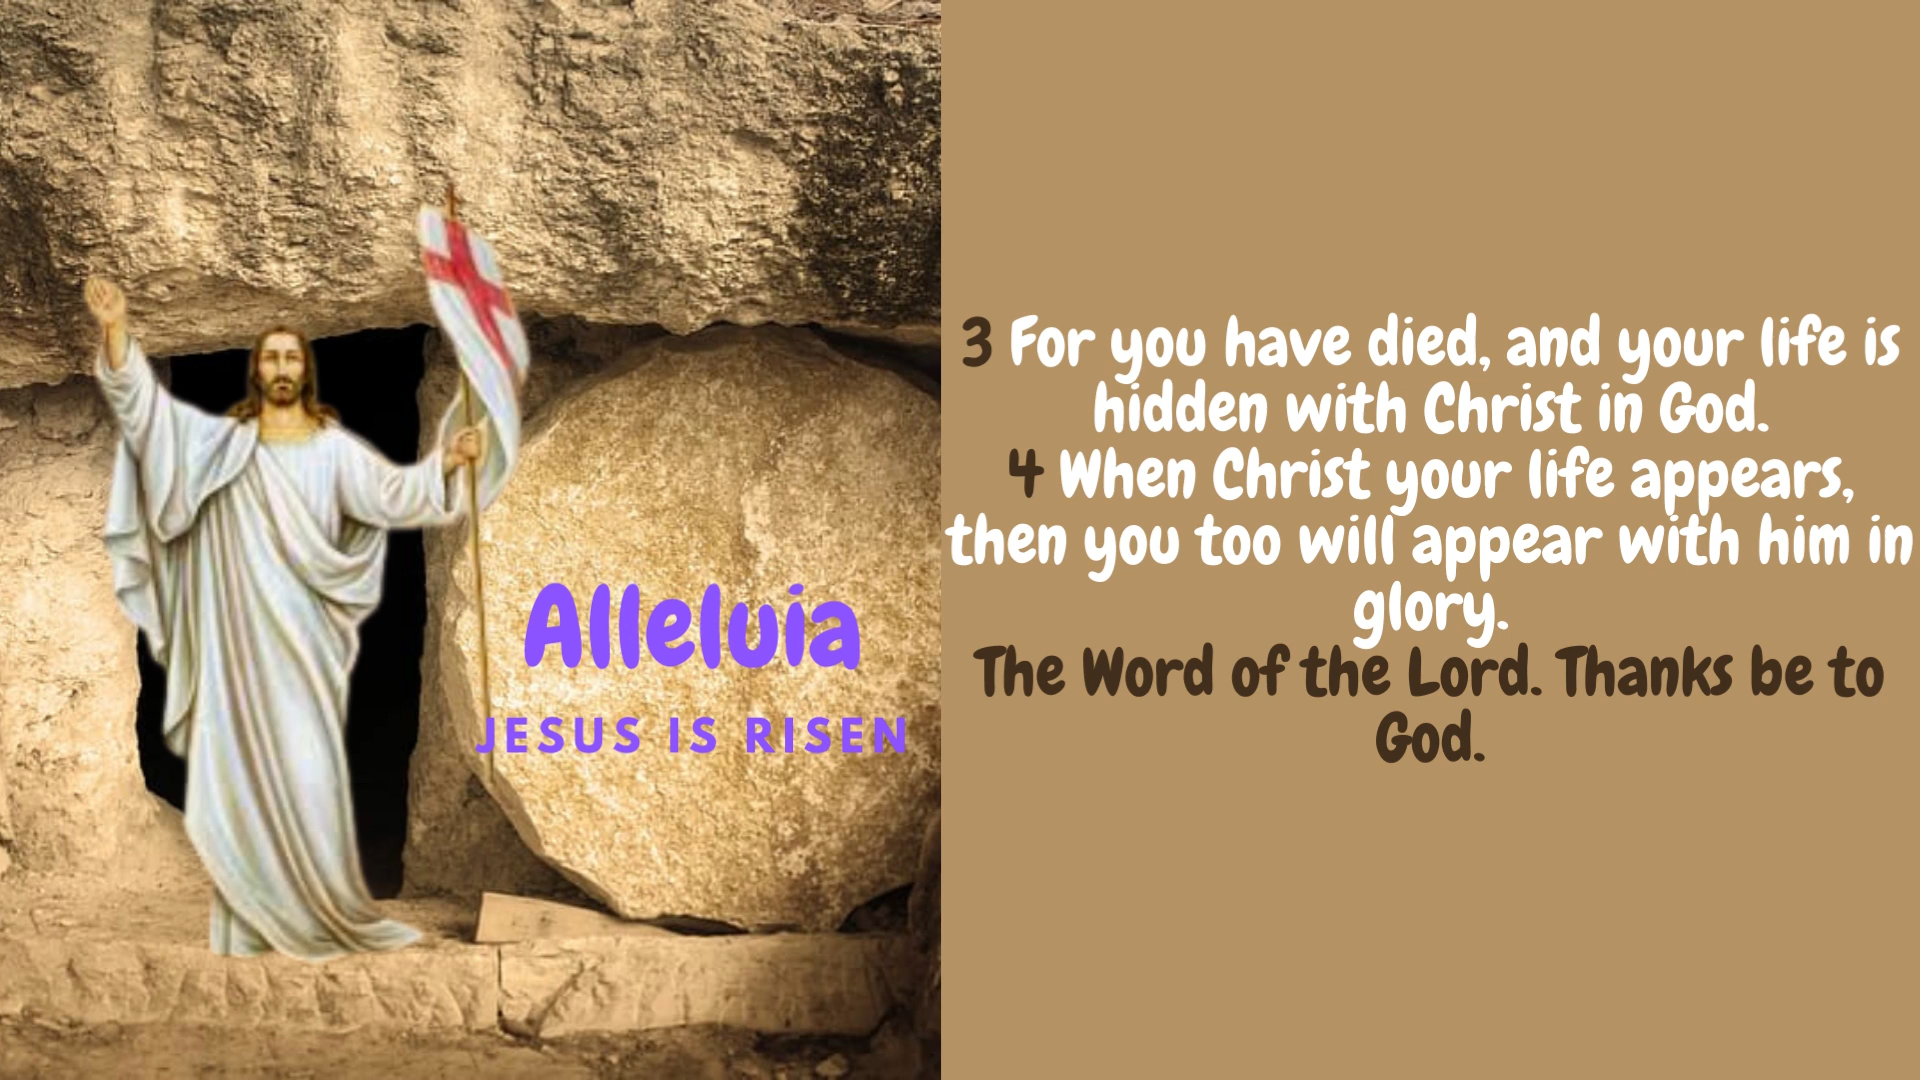 Alleluia
JESUS IS RISEN
3 For you have died, and your life is
hidden with Christ in God.
4 When Christ your life appears,
then you too will appear with him in
glory.
The Word of the Lord. Thanks be to
God.